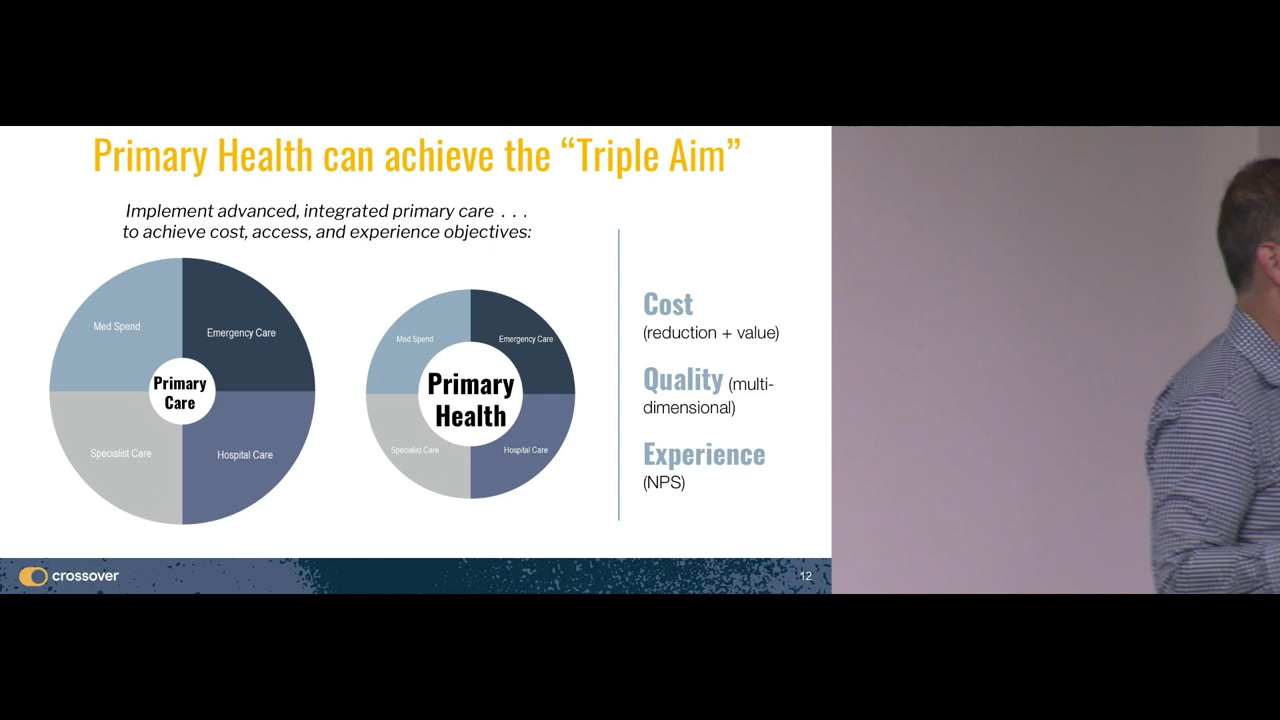 Primary Health can achieve the “Triple Aim”
Implement advanced, integrated primary care . . .
to achieve cost, access, and experience objectives:
Med Spend
Emergency Care
Primary
Care
Specialist Care
Hospital Care
Med Spend
Emergency Care
Primary
Health
Specialist Care
Hospital Care
Cost
(reduction + value)
Quality (multi-
dimensional)
Experience
(NPS)
crossover
12